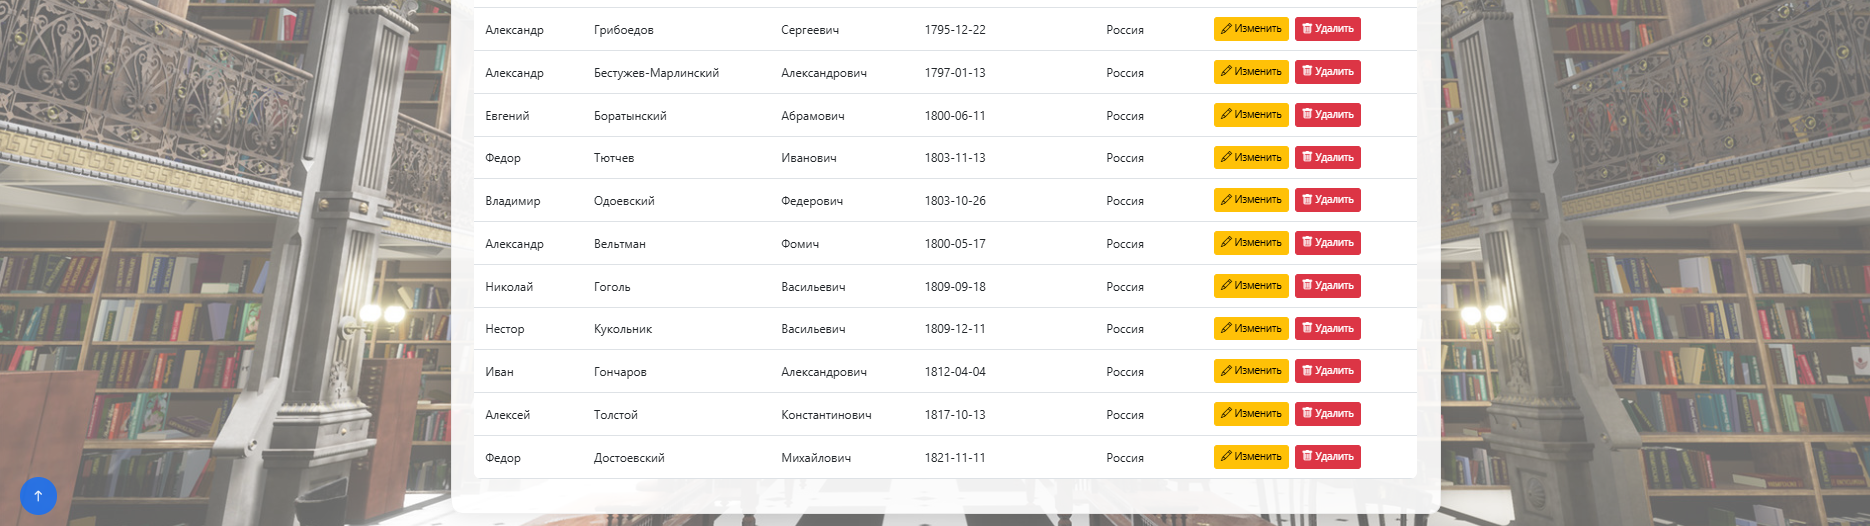 Александр Грибоедов Сергеевич 1795-12-22 Россия Изменить Удалить
Александр Бестужев-Марлинский Александрович 1797-01-13 Россия Изменить Удалить
Евгений Боратынский Абрамович 1800-06-11 Россия Изменить Удалить
Федор Тютчев Иванович 1803-11-13 Россия Изменить Удалить
Владимир Одоевский Федерович 1803-10-26 Россия Изменить Удалить
Александр Вельтман Фомич 1800-05-17 Россия Изменить Удалить
Николай Гоголь Васильевич 1809-09-18 Россия Изменить Удалить
Нестор Кукольник Васильевич 1809-12-11 Россия Изменить Удалить
Иван Гончаров Александрович 1812-04-04 Россия Изменить Удалить
Алексей Толстой Константинович 1817-10-13 Россия Изменить Удалить
Федор Достоевский Михайлович 1821-11-11 Россия Изменить Удалить